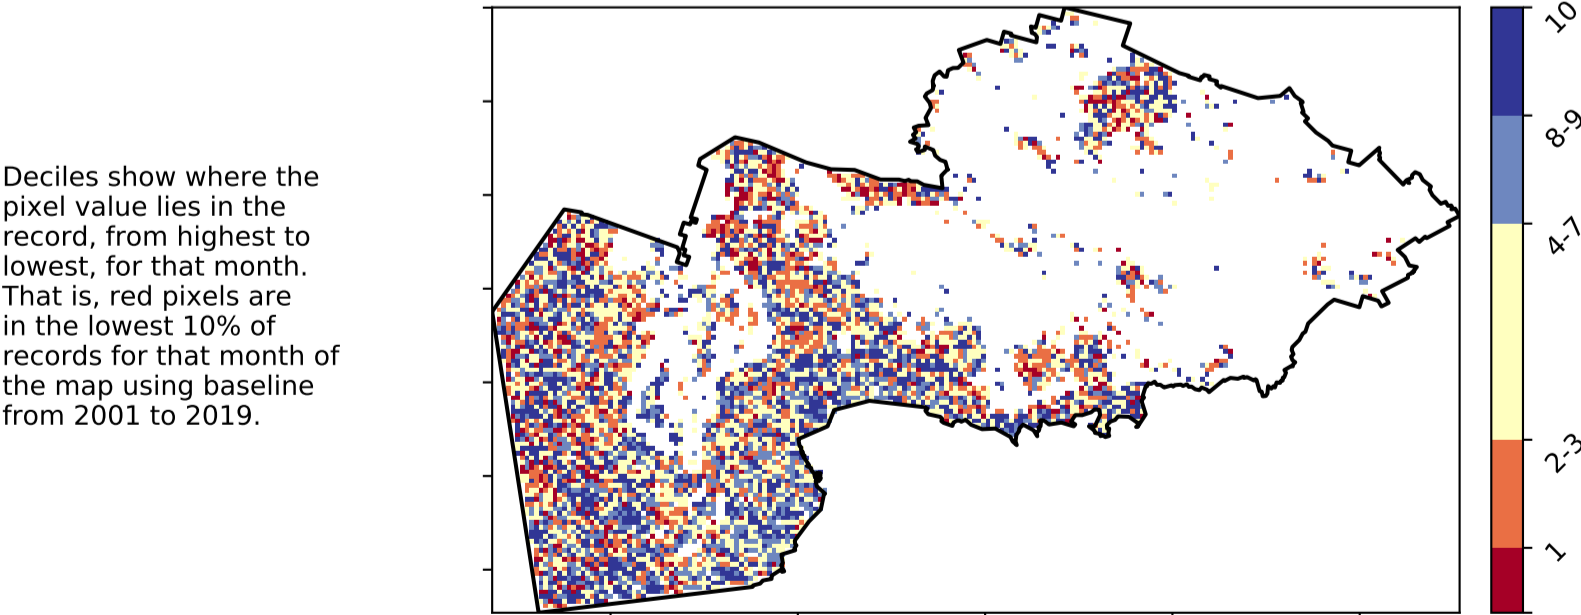 Deciles show where the
pixel value lies in the
record, from highest to
lowest, for that month.
That is, red pixels are
in the lowest 10% of
records for that month of
the map using baseline
from 2001 to 2019.
10
8-9
4-7
2-3
1